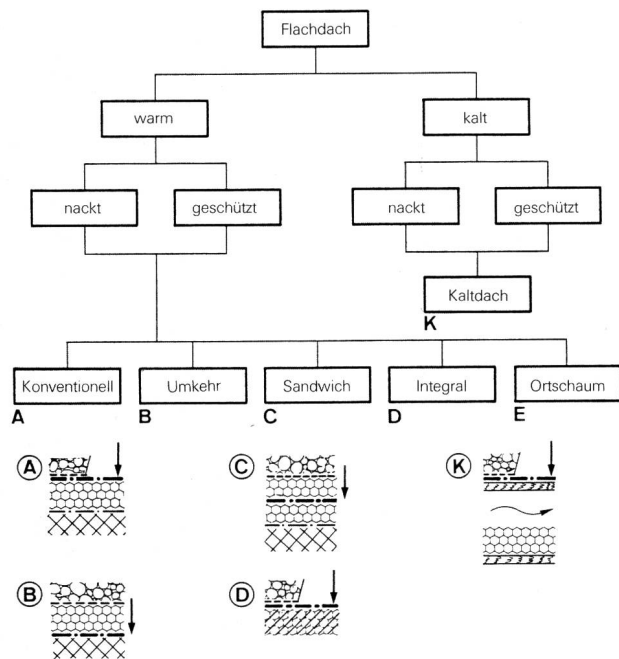 Flachdach
warm
kalt
nackt
geschützt
nackt
geschützt
Kaltdach
K
Konventionell
Umkehr
Sandwich
Integral
Ortschaum
A
B
C
D
E
A
C
K
B
D